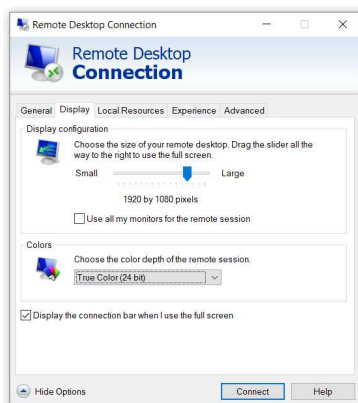 Remote Desktop Connection
Remote Desktop
Connection
General Display Local Resources Experience Advanced
Display configuration
Choose the size of your remote desktop. Drag the slider all the
way to the right to use the full screen.
Small Large
1920 by 1080 pixels
Use all my monitors for the remote session
Colors
Choose the color depth of the remote session.
True Color (24 bit)
Display the connection bar when I use the full screen
Hide Options Connect Help